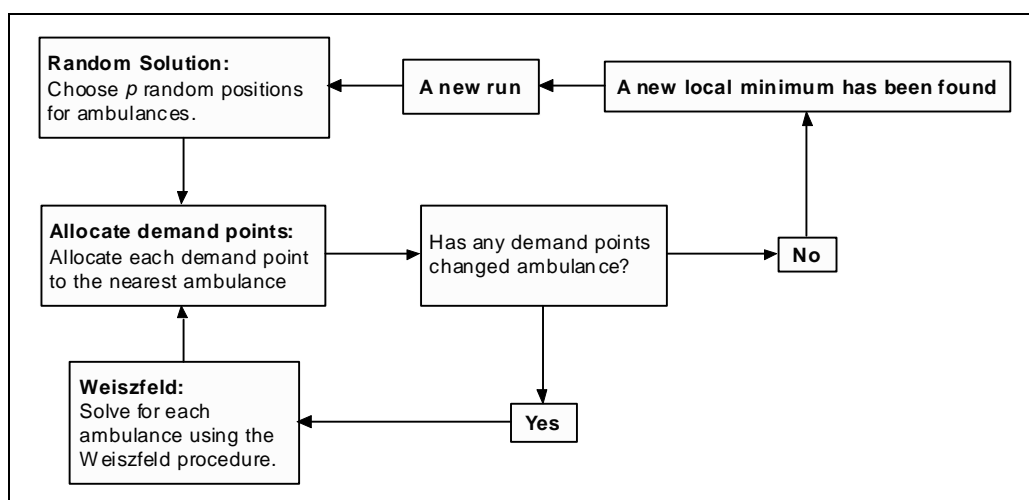 Random Solution:
Choose p random positions
for ambulances.
A new run
A new local minimum has been found
Allocate demand points:
Allocate each demand point
to the nearest ambulance
Has any demand points
changed ambulance?
No
Weiszfeld:
Solve for each
ambulance using the
Weiszfeld procedure.
Yes